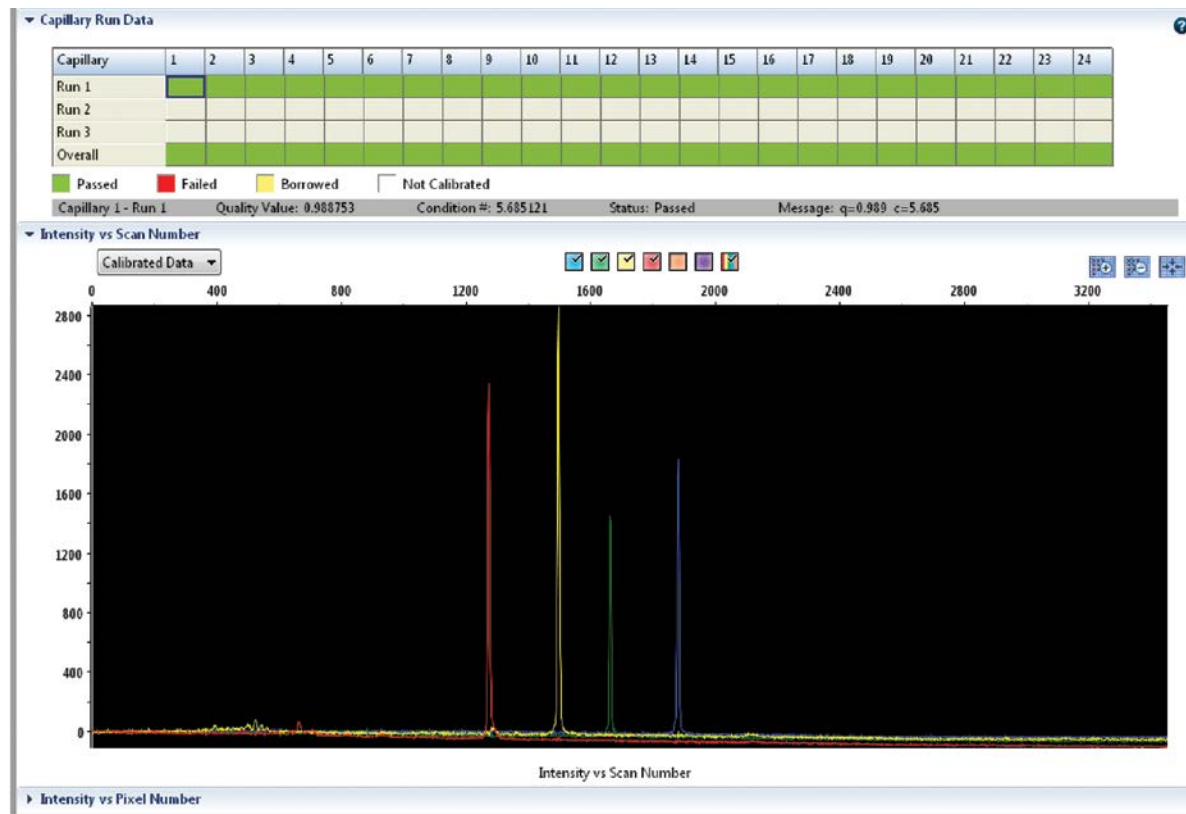 Capillary Run Data
?
Capillary 1 2 3 4 5 6 7 8 9 10 11 12 13 14 15 16 17 18 19 20 21 22 23 24
Run 1
Run 2
Run 3
Overall
Passed Failed Borrowed Not Calibrated
Capillary 1 - Run 1 Quality Value: 0.988753 Condition #: 5.685121 Status: Passed Message: q=0.989 c=5.685
Intensity vs Scan Number
Calibrated Data
0 400 800 1200 1600 2000 2400 2800 3200
2800
2400
2000
1600
1200
800
400
0
Intensity vs Scan Number
Intensity vs Pixel Number